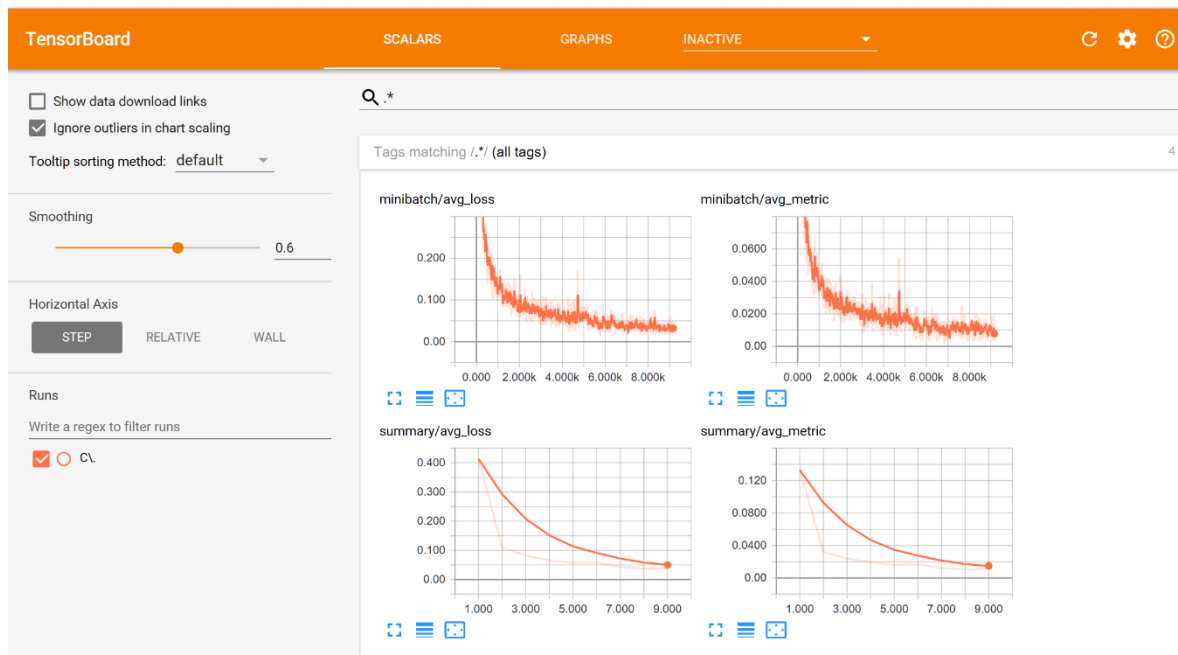 TensorBoard SCALARS GRAPHS INACTIVE
Show data download links
Ignore outliers in chart scaling
Tooltip sorting method: default
Smoothing
0.6
Horizontal Axis
STEP RELATIVE WALL
Runs
Write a regex to filter runs
C\.
.*
Tags matching /.*/ (all tags) 4
minibatch/avg_loss
0.200
0.100
0.00
0.000 2.000k 4.000k 6.000k 8.000k
minibatch/avg_metric
0.0600
0.0400
0.0200
0.00
0.000 2.000k 4.000k 6.000k 8.000k
summary/avg_loss
0.400
0.300
0.200
0.100
0.00
1.000 3.000 5.000 7.000 9.000
summary/avg_metric
0.120
0.0800
0.0400
0.00
1.000 3.000 5.000 7.000 9.000